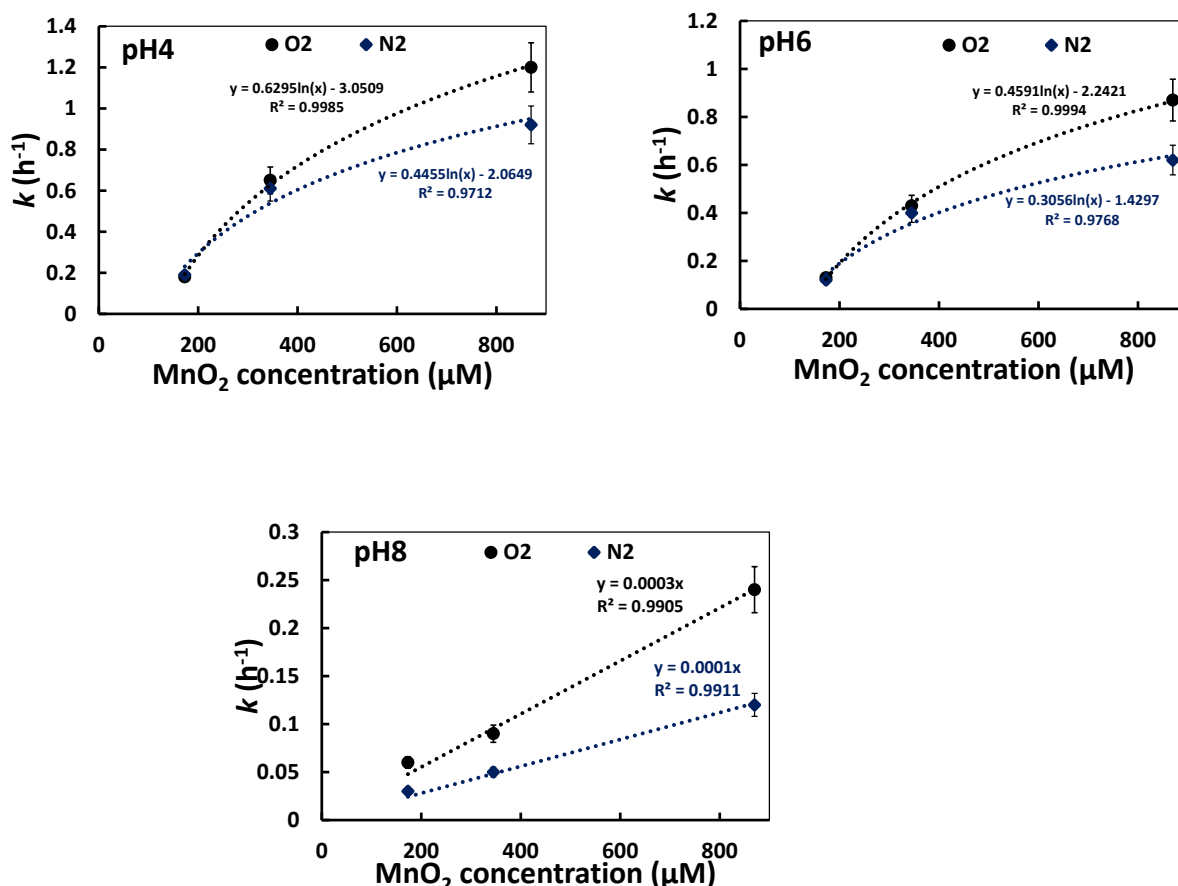 pH4
O2 N2
y = 0.6295ln(x) - 3.0509
R² = 0.9985
y = 0.4455ln(x) - 2.0649
R² = 0.9712
k (h⁻¹)
1.4
1.2
1
0.8
0.6
0.4
0.2
0
0 200 400 600 800
MnO₂ concentration (µM)
pH6
O2 N2
y = 0.4591ln(x) - 2.2421
R² = 0.9994
y = 0.3056ln(x) - 1.4297
R² = 0.9768
k (h⁻¹)
1.2
1
0.8
0.6
0.4
0.2
0
0 200 400 600 800
MnO₂ concentration (µM)
pH8
O2 N2
y = 0.0003x
R² = 0.9905
y = 0.0001x
R² = 0.9911
k (h⁻¹)
0.3
0.25
0.2
0.15
0.1
0.05
0
0 200 400 600 800
MnO₂ concentration (µM)